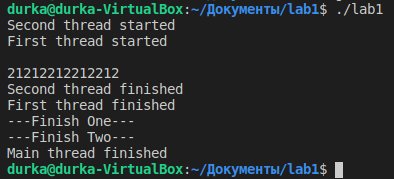 durka@durka-VirtualBox:~/Документы/lab1$ ./lab1
Second thread started
First thread started
21212212212212
Second thread finished
First thread finished
---Finish One---
---Finish Two---
Main thread finished
durka@durka-VirtualBox:~/Документы/lab1$